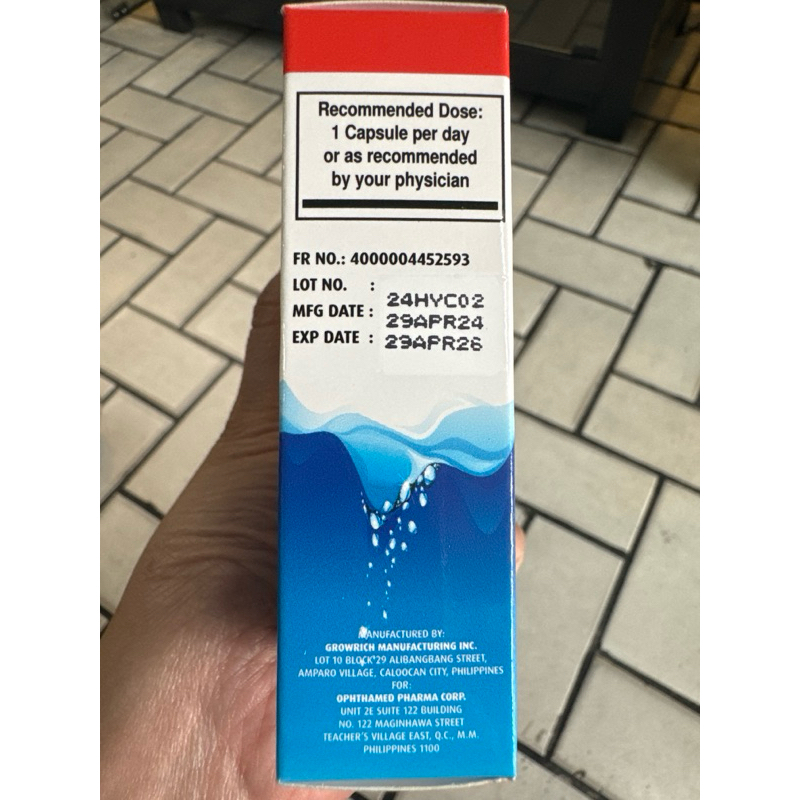 Recommended Dose:
1 Capsule per day
or as recommended
by your physician
FR NO.: 4000004452593
LOT NO. : 24HYC02
MFG DATE : 29APR24
EXP DATE : 29APR26
MANUFACTURED BY:
GROWRICH MANUFACTURING INC.
LOT 10 BLOCK 29 ALIBANGBANG STREET,
AMPARO VILLAGE, CALOOCAN CITY, PHILIPPINES
FOR:
OPHTHAMED PHARMA CORP.
UNIT 2E SUITE 122 BUILDING
NO. 122 MAGINHAWA STREET
TEACHER'S VILLAGE EAST, Q.C., M.M.
PHILIPPINES 1100